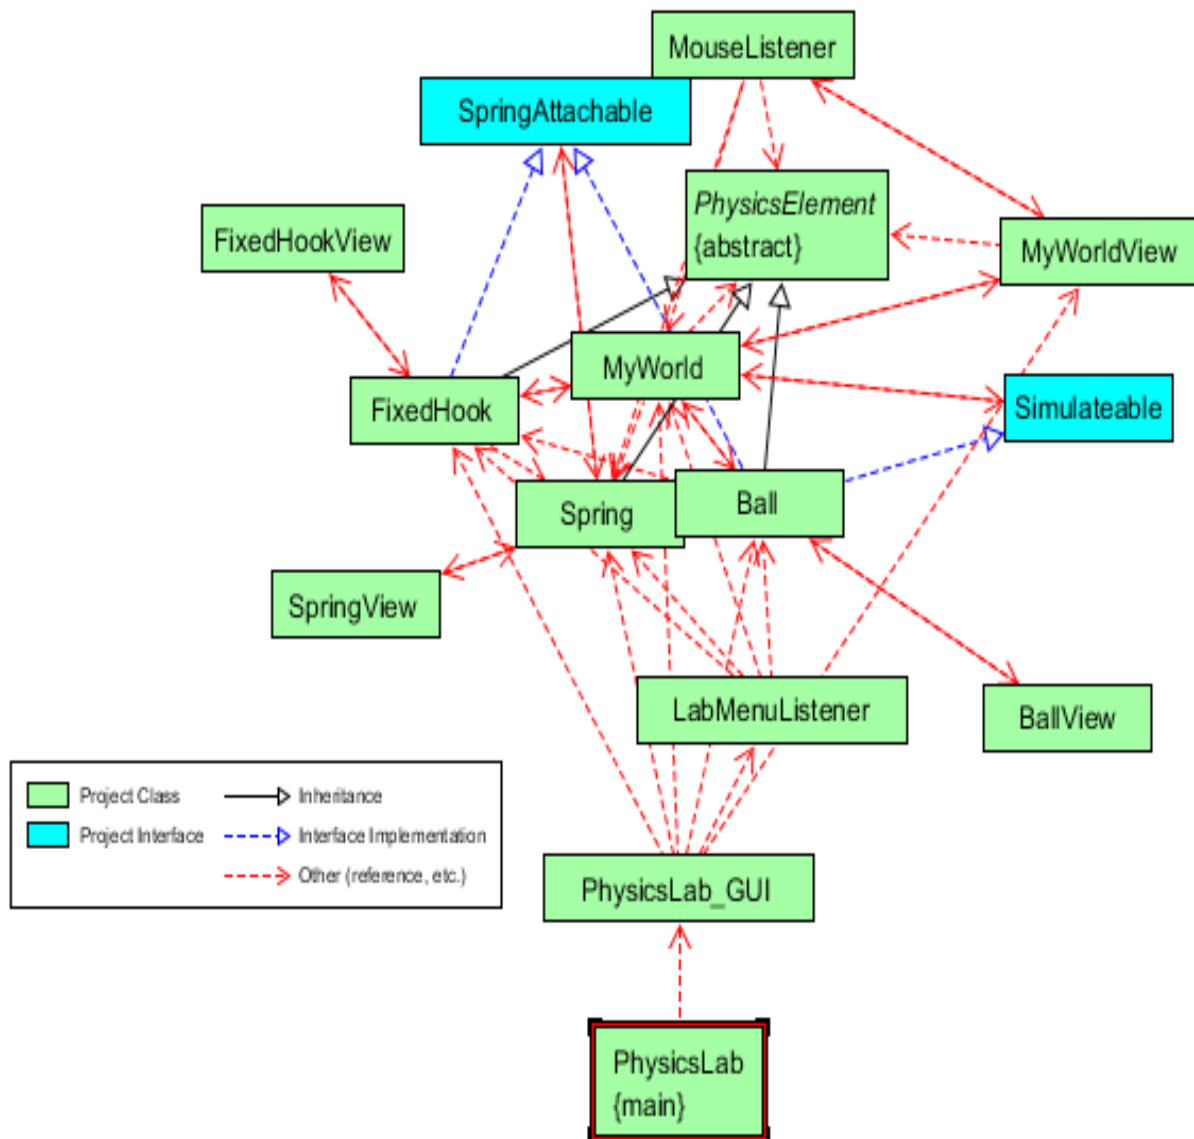 MouseListener
SpringAttachable
PhysicsElement
{abstract}
FixedHookView
MyWorldView
MyWorld
FixedHook
Simulateable
Spring
Ball
SpringView
LabMenuListener
BallView
Project Class
Inheritance
Project Interface
Interface Implementation
Other (reference, etc.)
PhysicsLab_GUI
PhysicsLab
{main}